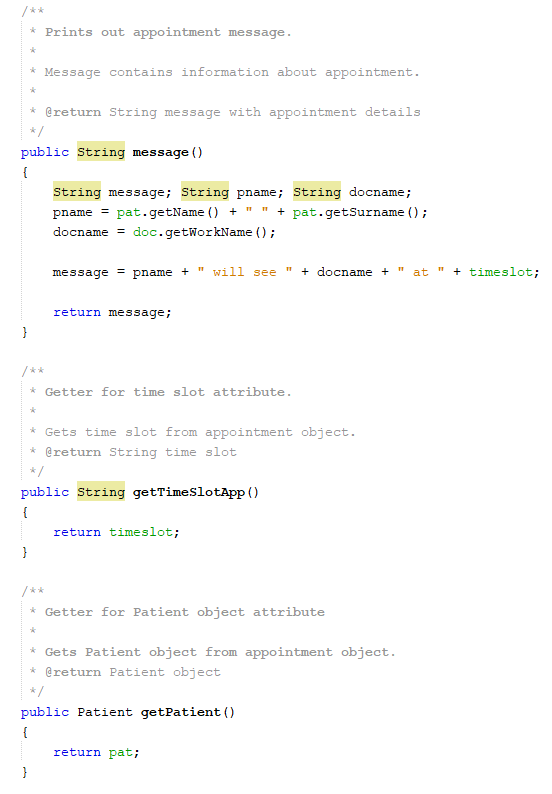 /**
 * Prints out appointment message.
 *
 * Message contains information about appointment.
 *
 * @return String message with appointment details
 */
public String message()
{
    String message; String pname; String docname;
    pname = pat.getName() + " " + pat.getSurname();
    docname = doc.getWorkName();

    message = pname + " will see " + docname + " at " + timeslot;

    return message;
}

/**
 * Getter for time slot attribute.
 *
 * Gets time slot from appointment object.
 * @return String time slot
 */
public String getTimeSlotApp()
{
    return timeslot;
}

/**
 * Getter for Patient object attribute
 *
 * Gets Patient object from appointment object.
 * @return Patient object
 */
public Patient getPatient()
{
    return pat;
}